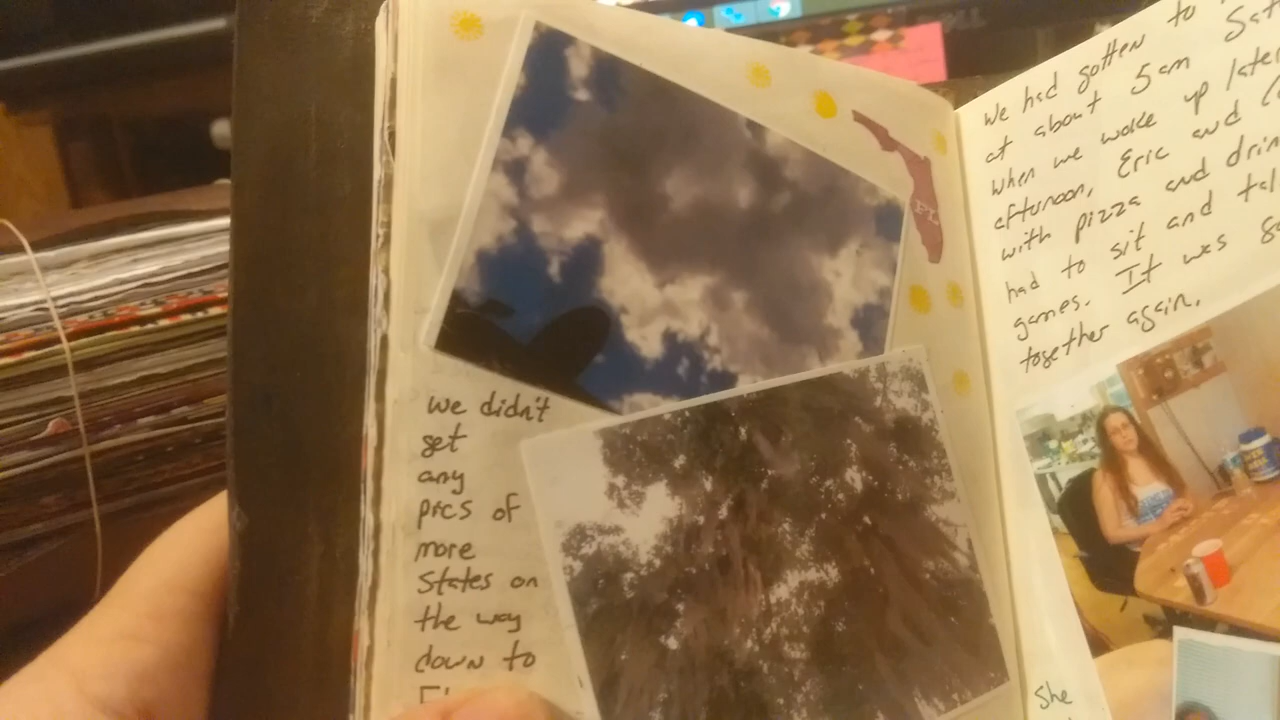 DELL
FL
we didn't
get
any
pics of
more
States on
the way
down to
we had gotten to
at about 5am
when we woke up later
afternoon, Eric and
with pizza and
had to sit and
games. It was
together again.
She